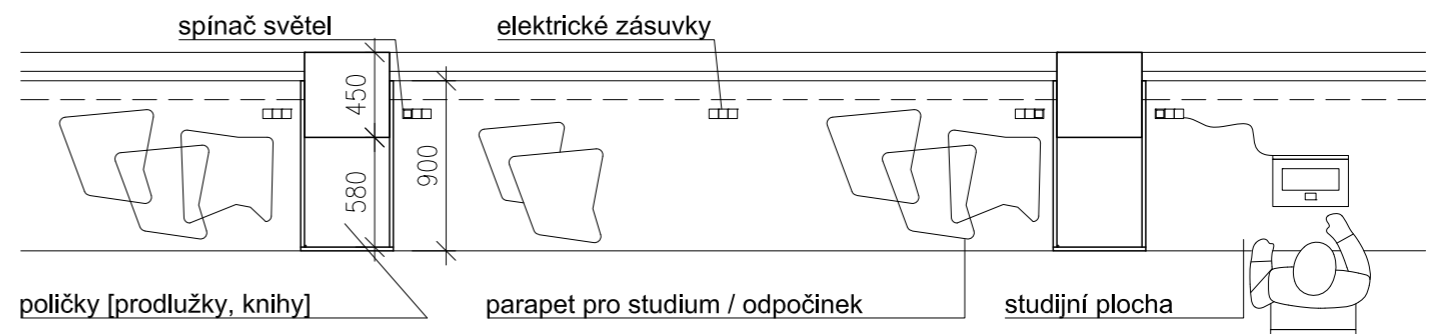 spínač světel
elektrické zásuvky
450
580
900
poličky [prodlužky, knihy]
parapet pro studium / odpočinek
studijní plocha